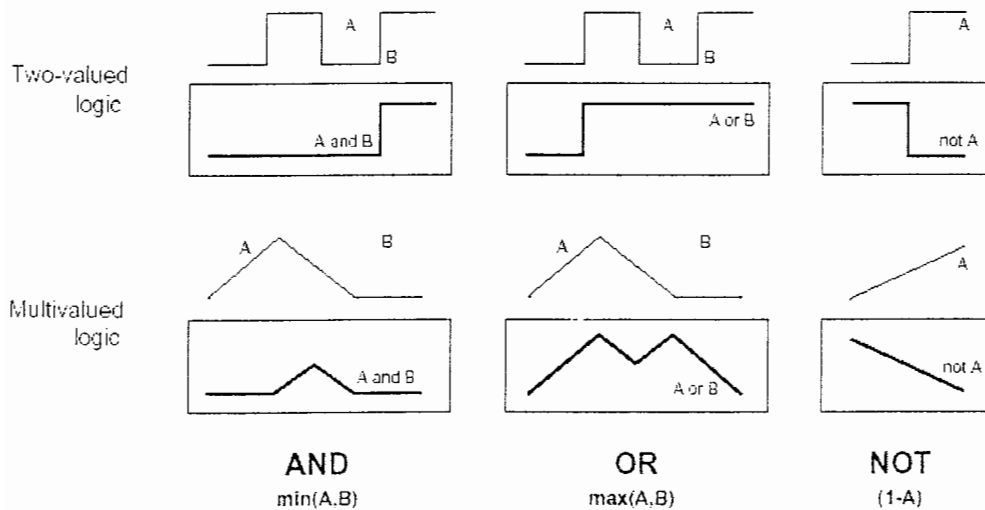 A
B
A
B
A
Two-valued
logic
A and B
A or B
not A
A
B
A
B
A
Multivalued
logic
A and B
A or B
not A
AND
OR
NOT
min(A,B)
max(A,B)
(1-A)